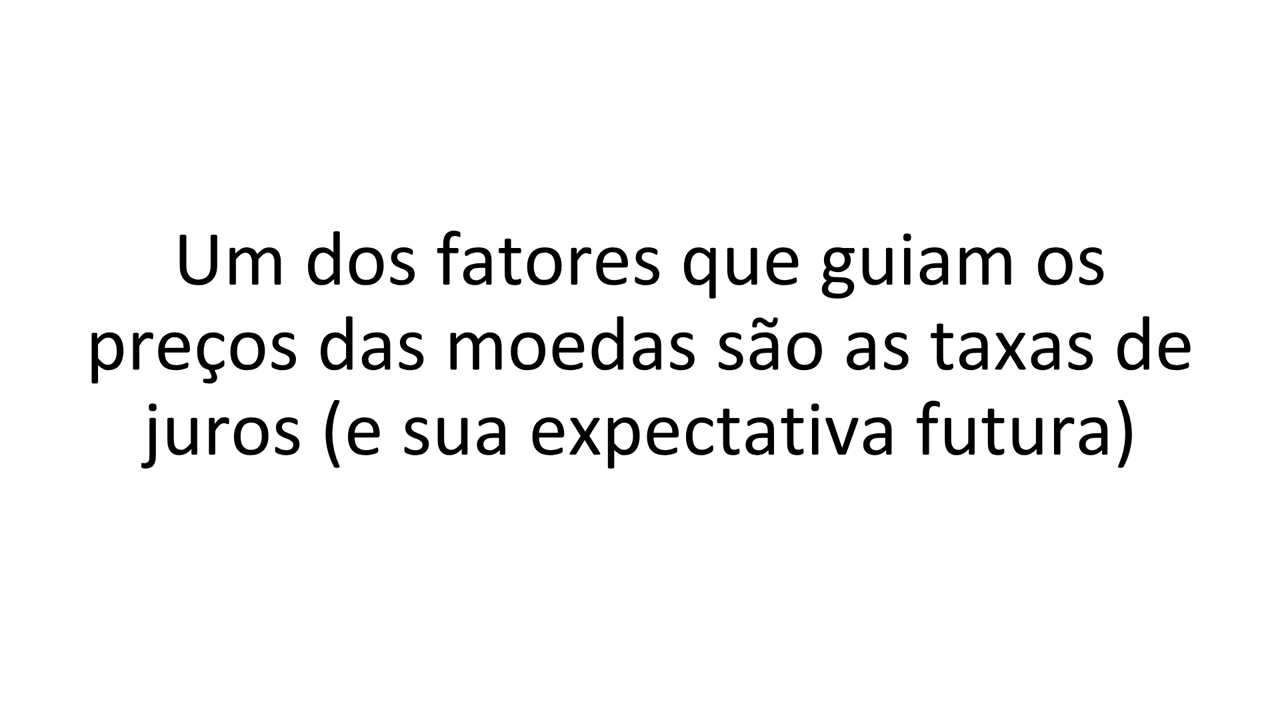 Um dos fatores que guiam os
preços das moedas são as taxas de
juros (e sua expectativa futura)